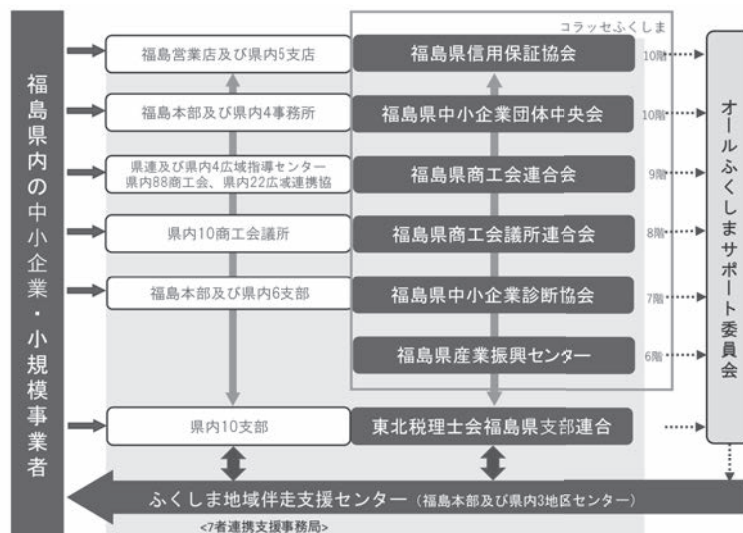 コラッセふくしま
福島県内の中小企業・小規模事業者
福島営業店及び県内5支店
福島県信用保証協会
10階
福島本部及び県内4事務所
福島県中小企業団体中央会
10階
県連及び県内4広域指導センター
県内88商工会、県内22広域連携協
福島県商工会連合会
9階
県内10商工会議所
福島県商工会議所連合会
8階
福島本部及び県内6支部
福島県中小企業診断協会
7階
福島県産業振興センター
6階
県内10支部
東北税理士会福島県支部連合
オールふくしまサポート委員会
ふくしま地域伴走支援センター（福島本部及び県内3地区センター）
<7者連携支援事務局>